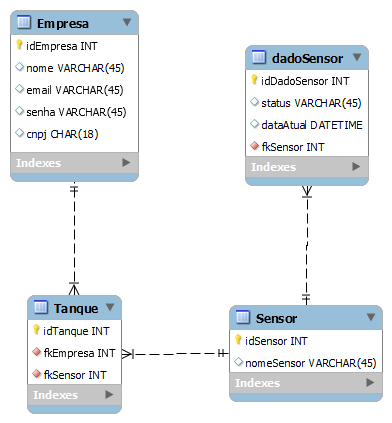 Empresa
idEmpresa INT
nome VARCHAR(45)
email VARCHAR(45)
senha VARCHAR(45)
cnpj CHAR(18)
Indexes
dadoSensor
idDadoSensor INT
status VARCHAR(45)
dataAtual DATETIME
fkSensor INT
Indexes
Tanque
idTanque INT
fkEmpresa INT
fkSensor INT
Indexes
Sensor
idSensor INT
nomeSensor VARCHAR(45)
Indexes